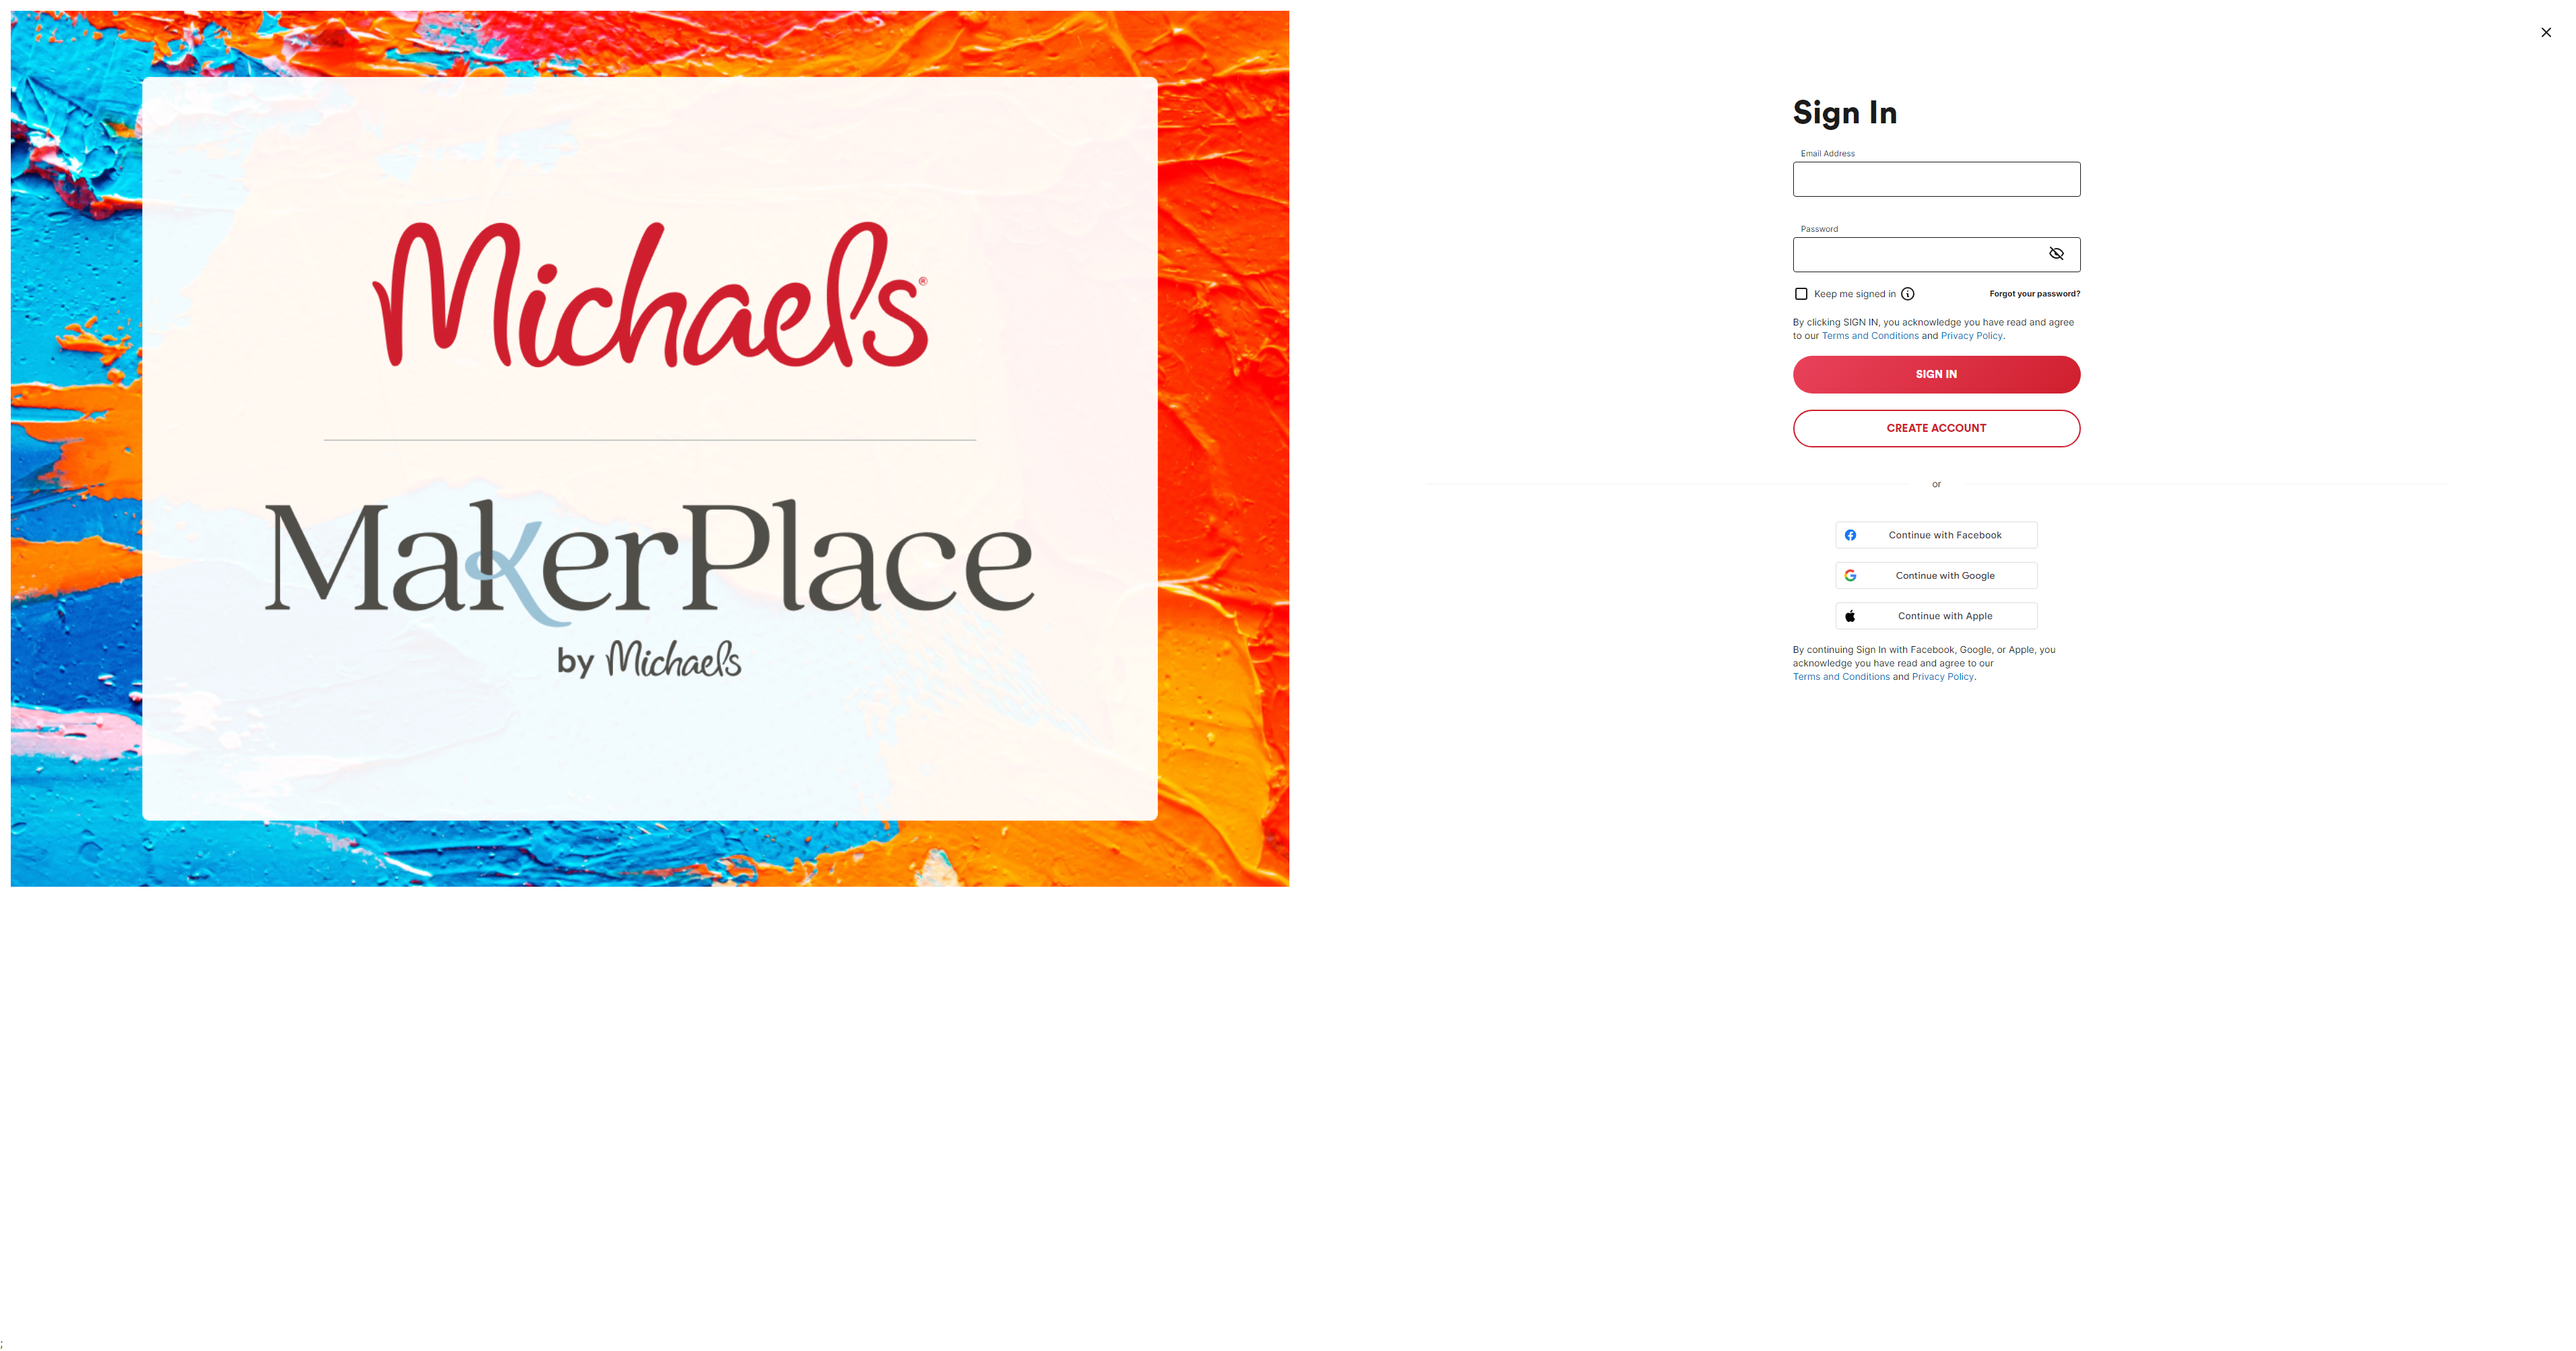 Michaels®
MakerPlace
by Michaels
Sign In
Email Address
Password
Keep me signed in
Forgot your password?
By clicking SIGN IN, you acknowledge you have read and agree
to our Terms and Conditions and Privacy Policy.
SIGN IN
CREATE ACCOUNT
or
Continue with Facebook
Continue with Google
Continue with Apple
By continuing Sign In with Facebook, Google, or Apple, you
acknowledge you have read and agree to our
Terms and Conditions and Privacy Policy.
;